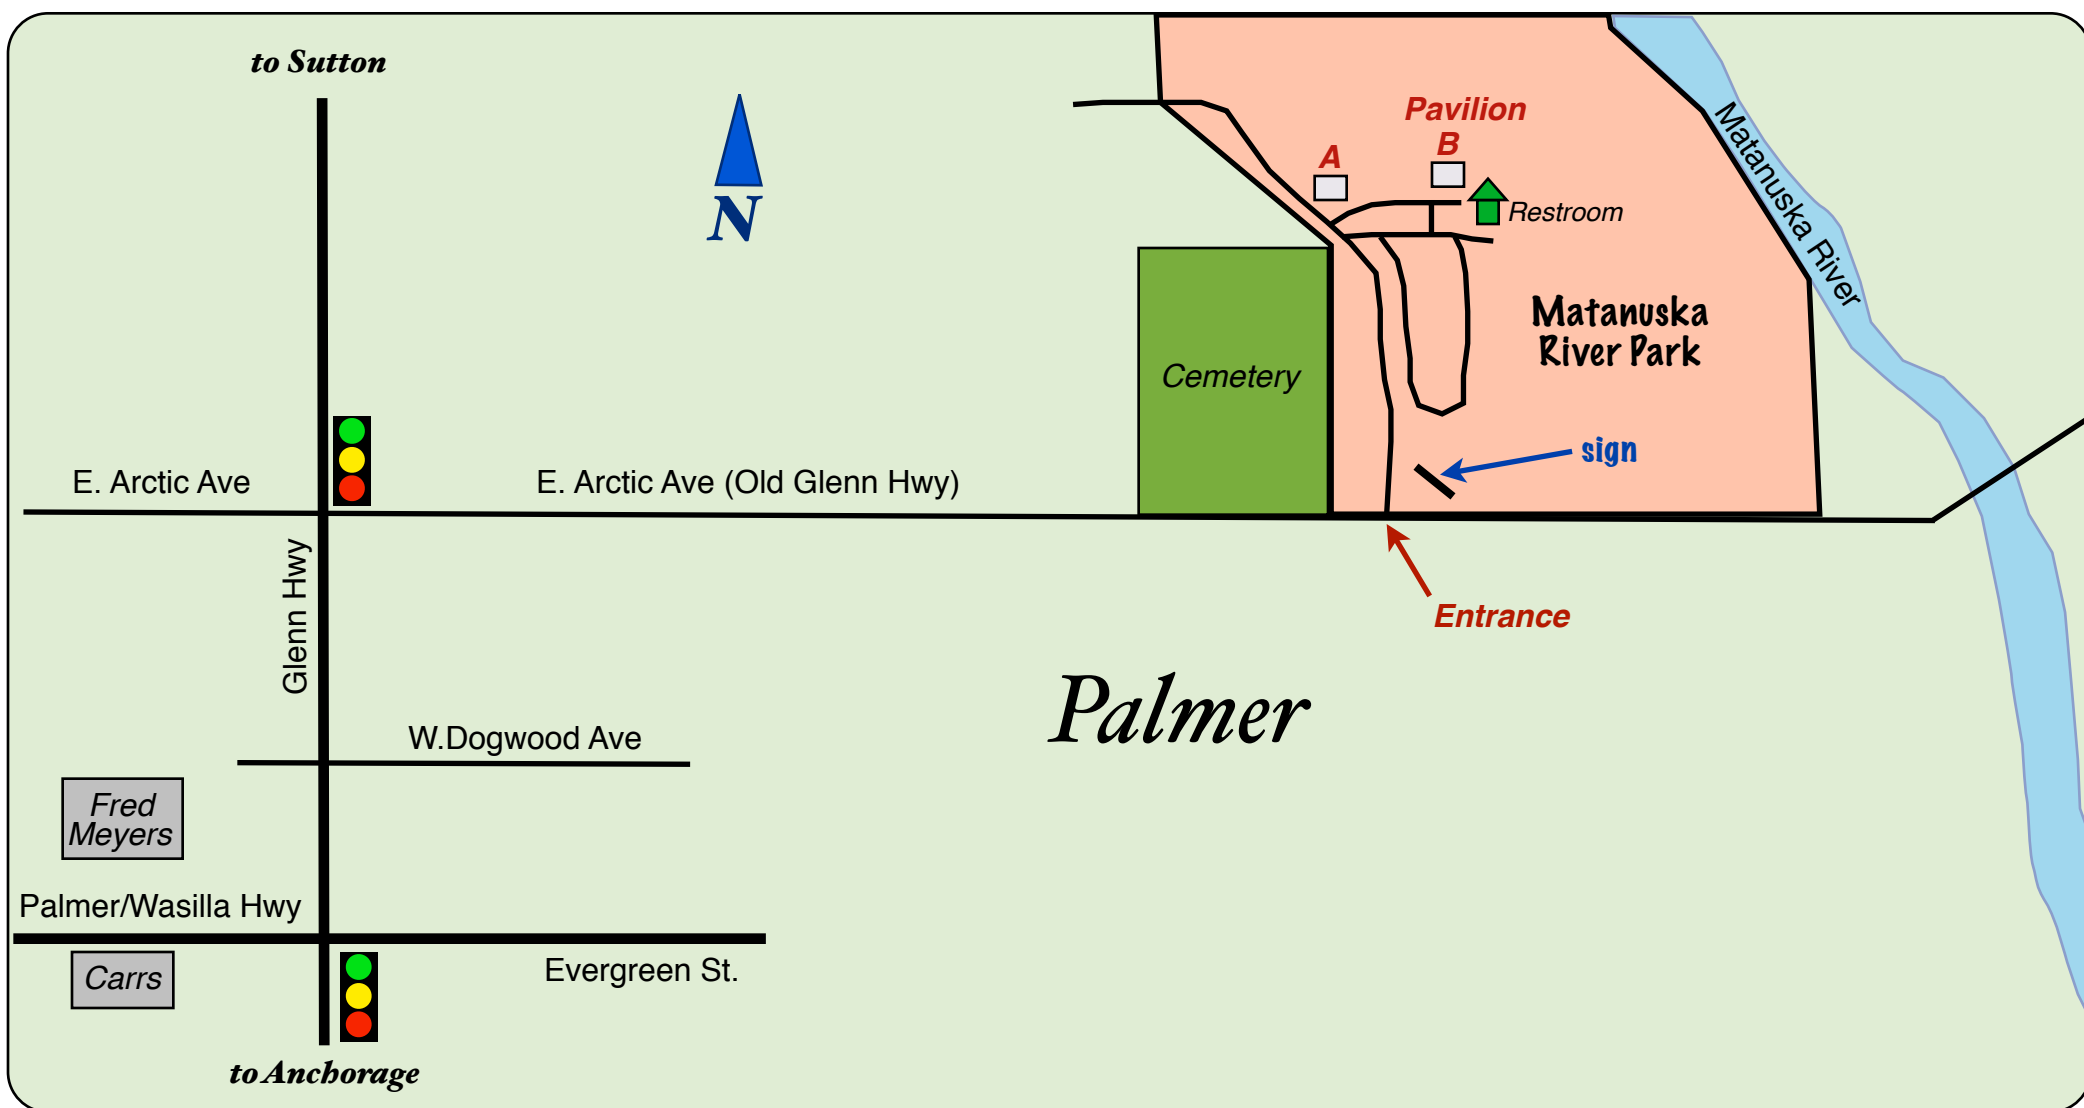 to Sutton
N
Pavilion
A
B
Restroom
Matanuska River
Matanuska
River Park
Cemetery
sign
E. Arctic Ave
E. Arctic Ave (Old Glenn Hwy)
Glenn Hwy
Entrance
Palmer
W.Dogwood Ave
Fred
Meyers
Palmer/Wasilla Hwy
Carrs
Evergreen St.
to Anchorage